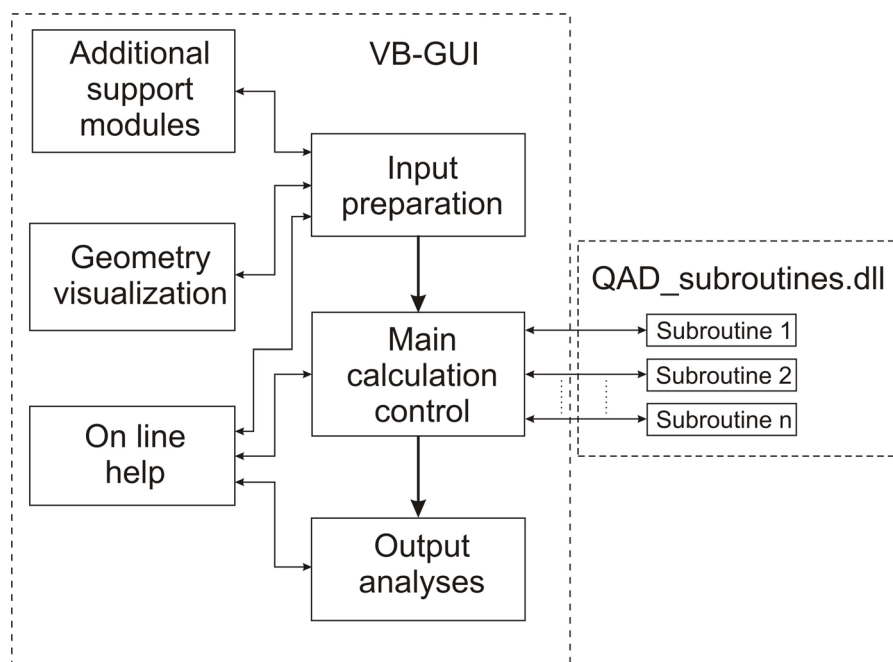 Additional
support
modules
VB-GUI
Input
preparation
Geometry
visualization
QAD_subroutines.dll
Main
calculation
control
Subroutine 1
Subroutine 2
Subroutine n
On line
help
Output
analyses